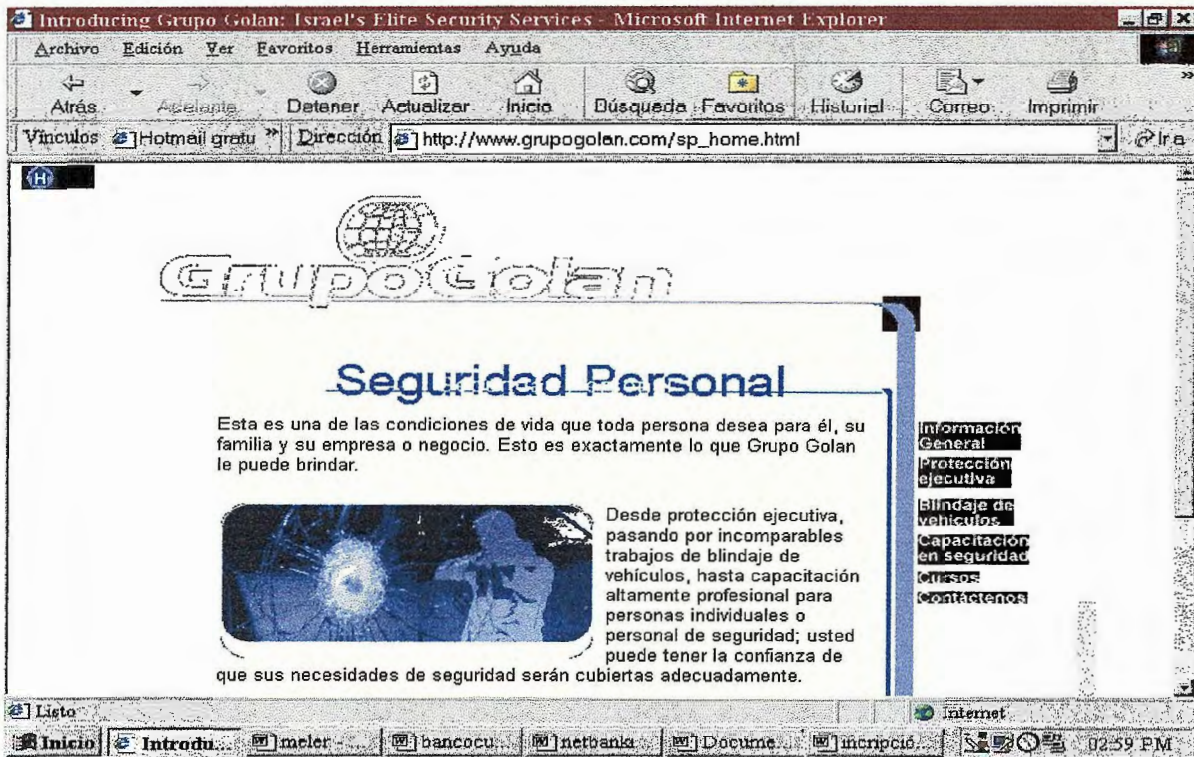 Introducing Grupo Golan: Israel's Elite Security Services - Microsoft Internet Explorer
Archivo Edición Ver Favoritos Herramientas Ayuda
Atrás Adelante Detener Actualizar Inicio Búsqueda Favoritos Historial Correo Imprimir »
Vínculos Hotmail gratu » Dirección http://www.grupogolan.com/sp_home.html Ir a
H
GrupoGolan
Seguridad Personal
Esta es una de las condiciones de vida que toda persona desea para él, su
familia y su empresa o negocio. Esto es exactamente lo que Grupo Golan
le puede brindar.
Desde protección ejecutiva,
pasando por incomparables
trabajos de blindaje de
vehículos, hasta capacitación
altamente profesional para
personas individuales o
personal de seguridad; usted
puede tener la confianza de
que sus necesidades de seguridad serán cubiertas adecuadamente.
Información
General
Protección
ejecutiva
Blindaje de
vehículos
Capacitación
en seguridad
Cursos
Contáctenos
Listo Internet
Inicio Introdu... meler - ... bancocu... netbanki... Docume... incripció... 02:59 PM